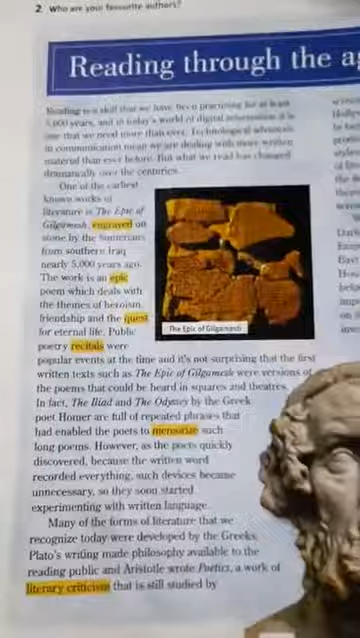 2 Who are your favourite authors?
Reading through the a
Reading is a skill that we have been practising for at least
5,000 years, and in today's world of digital information it is
one that we need more than ever. Technological advances
in communication mean we are dealing with more written
material than ever before. But what we read has changed
dramatically over the centuries.
One of the earliest
known works of
literature is The Epic of
Gilgamesh, engraved on
stone by the Sumerians
from southern Iraq
nearly 5,000 years ago.
The work is an epic
poem which deals with
the themes of heroism,
friendship and the quest
for eternal life. Public
poetry recitals were
The Epic of Gilgamesh
popular events at the time and it's not surprising that the first
written texts such as The Epic of Gilgamesh were versions of
the poems that could be heard in squares and theatres.
In fact, The Iliad and The Odyssey by the Greek
poet Homer are full of repeated phrases that
had enabled the poets to memorize such
long poems. However, as the poets quickly
discovered, because the written word
recorded everything, such devices became
unnecessary, so they soon started
experimenting with written language.
Many of the forms of literature that we
recognize today were developed by the Greeks.
Plato's writing made philosophy available to the
reading public and Aristotle wrote Poetics, a work of
literary criticism that is still studied by